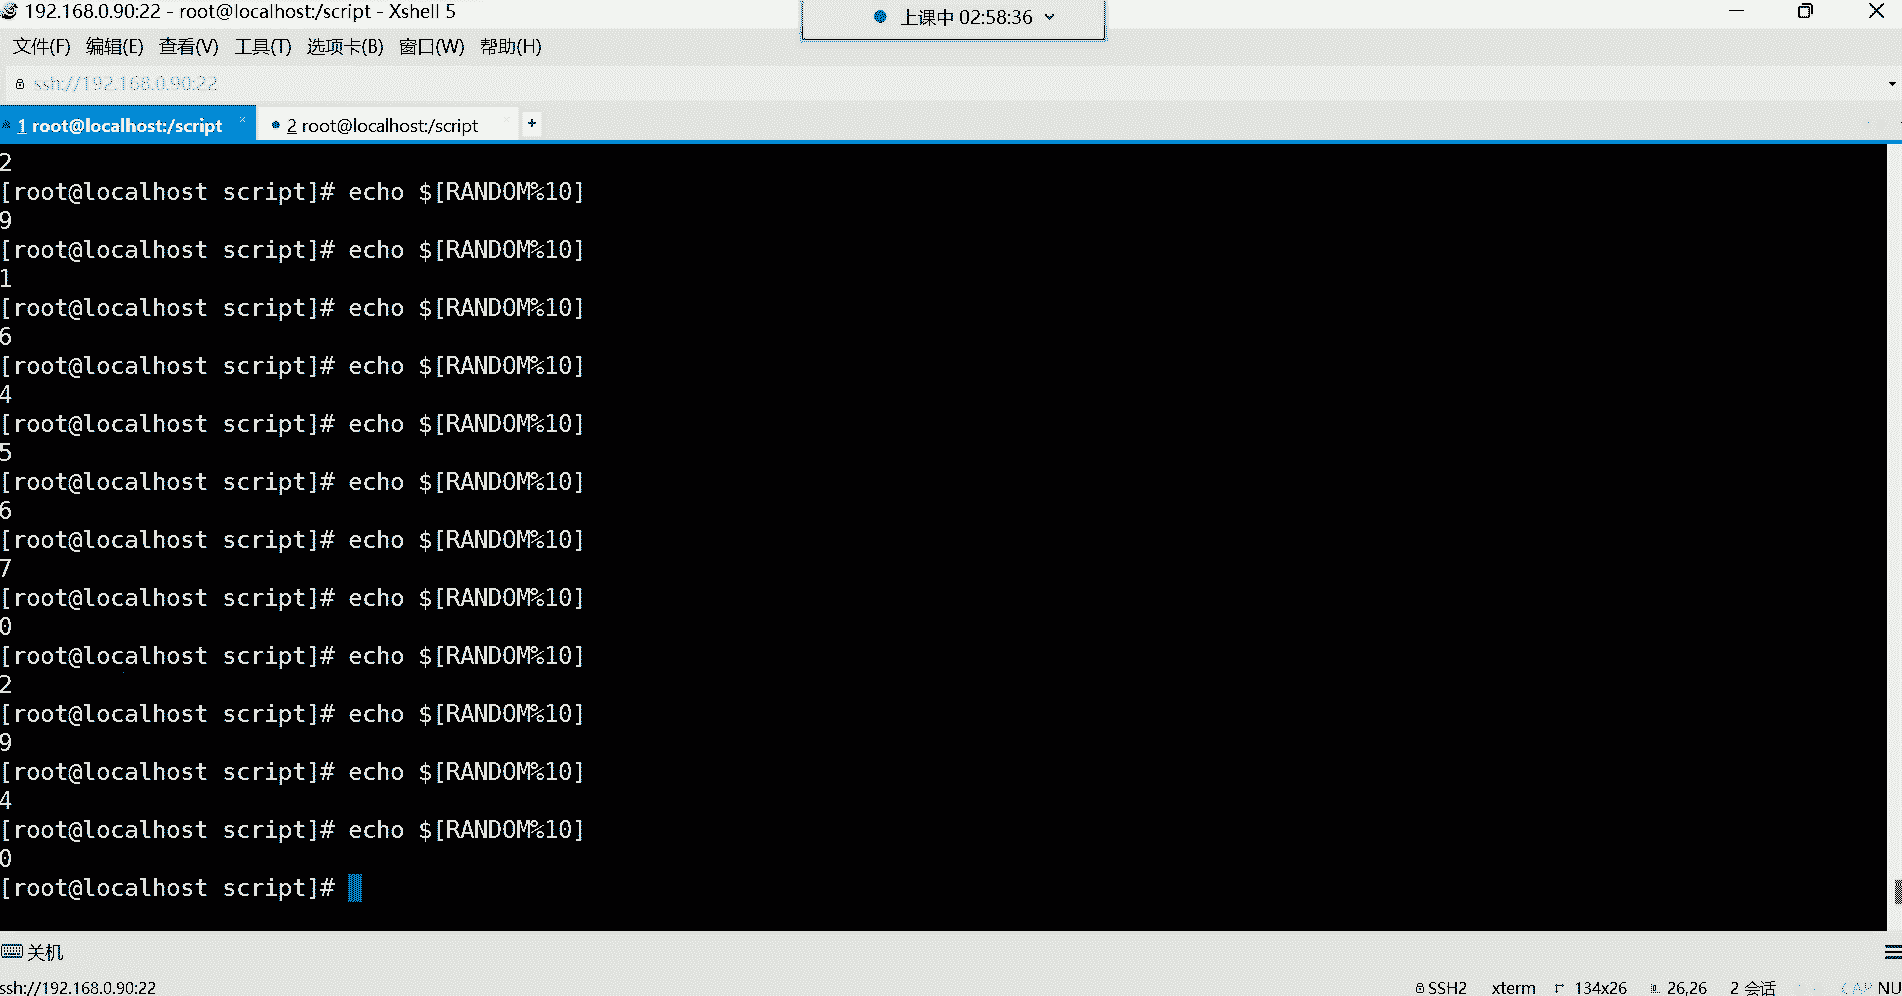 192.168.0.90:22 - root@localhost:/script - Xshell 5
上课中 02:58:36
文件(F) 编辑(E) 查看(V) 工具(T) 选项卡(B) 窗口(W) 帮助(H)
ssh://192.168.0.90:22
1 root@localhost:/script
2 root@localhost:/script
+
2
[root@localhost script]# echo $[RANDOM%10]
9
[root@localhost script]# echo $[RANDOM%10]
1
[root@localhost script]# echo $[RANDOM%10]
6
[root@localhost script]# echo $[RANDOM%10]
4
[root@localhost script]# echo $[RANDOM%10]
5
[root@localhost script]# echo $[RANDOM%10]
6
[root@localhost script]# echo $[RANDOM%10]
7
[root@localhost script]# echo $[RANDOM%10]
0
[root@localhost script]# echo $[RANDOM%10]
2
[root@localhost script]# echo $[RANDOM%10]
9
[root@localhost script]# echo $[RANDOM%10]
4
[root@localhost script]# echo $[RANDOM%10]
0
[root@localhost script]#
关机
ssh://192.168.0.90:22 SSH2 xterm 134x26 26,26 2 会话